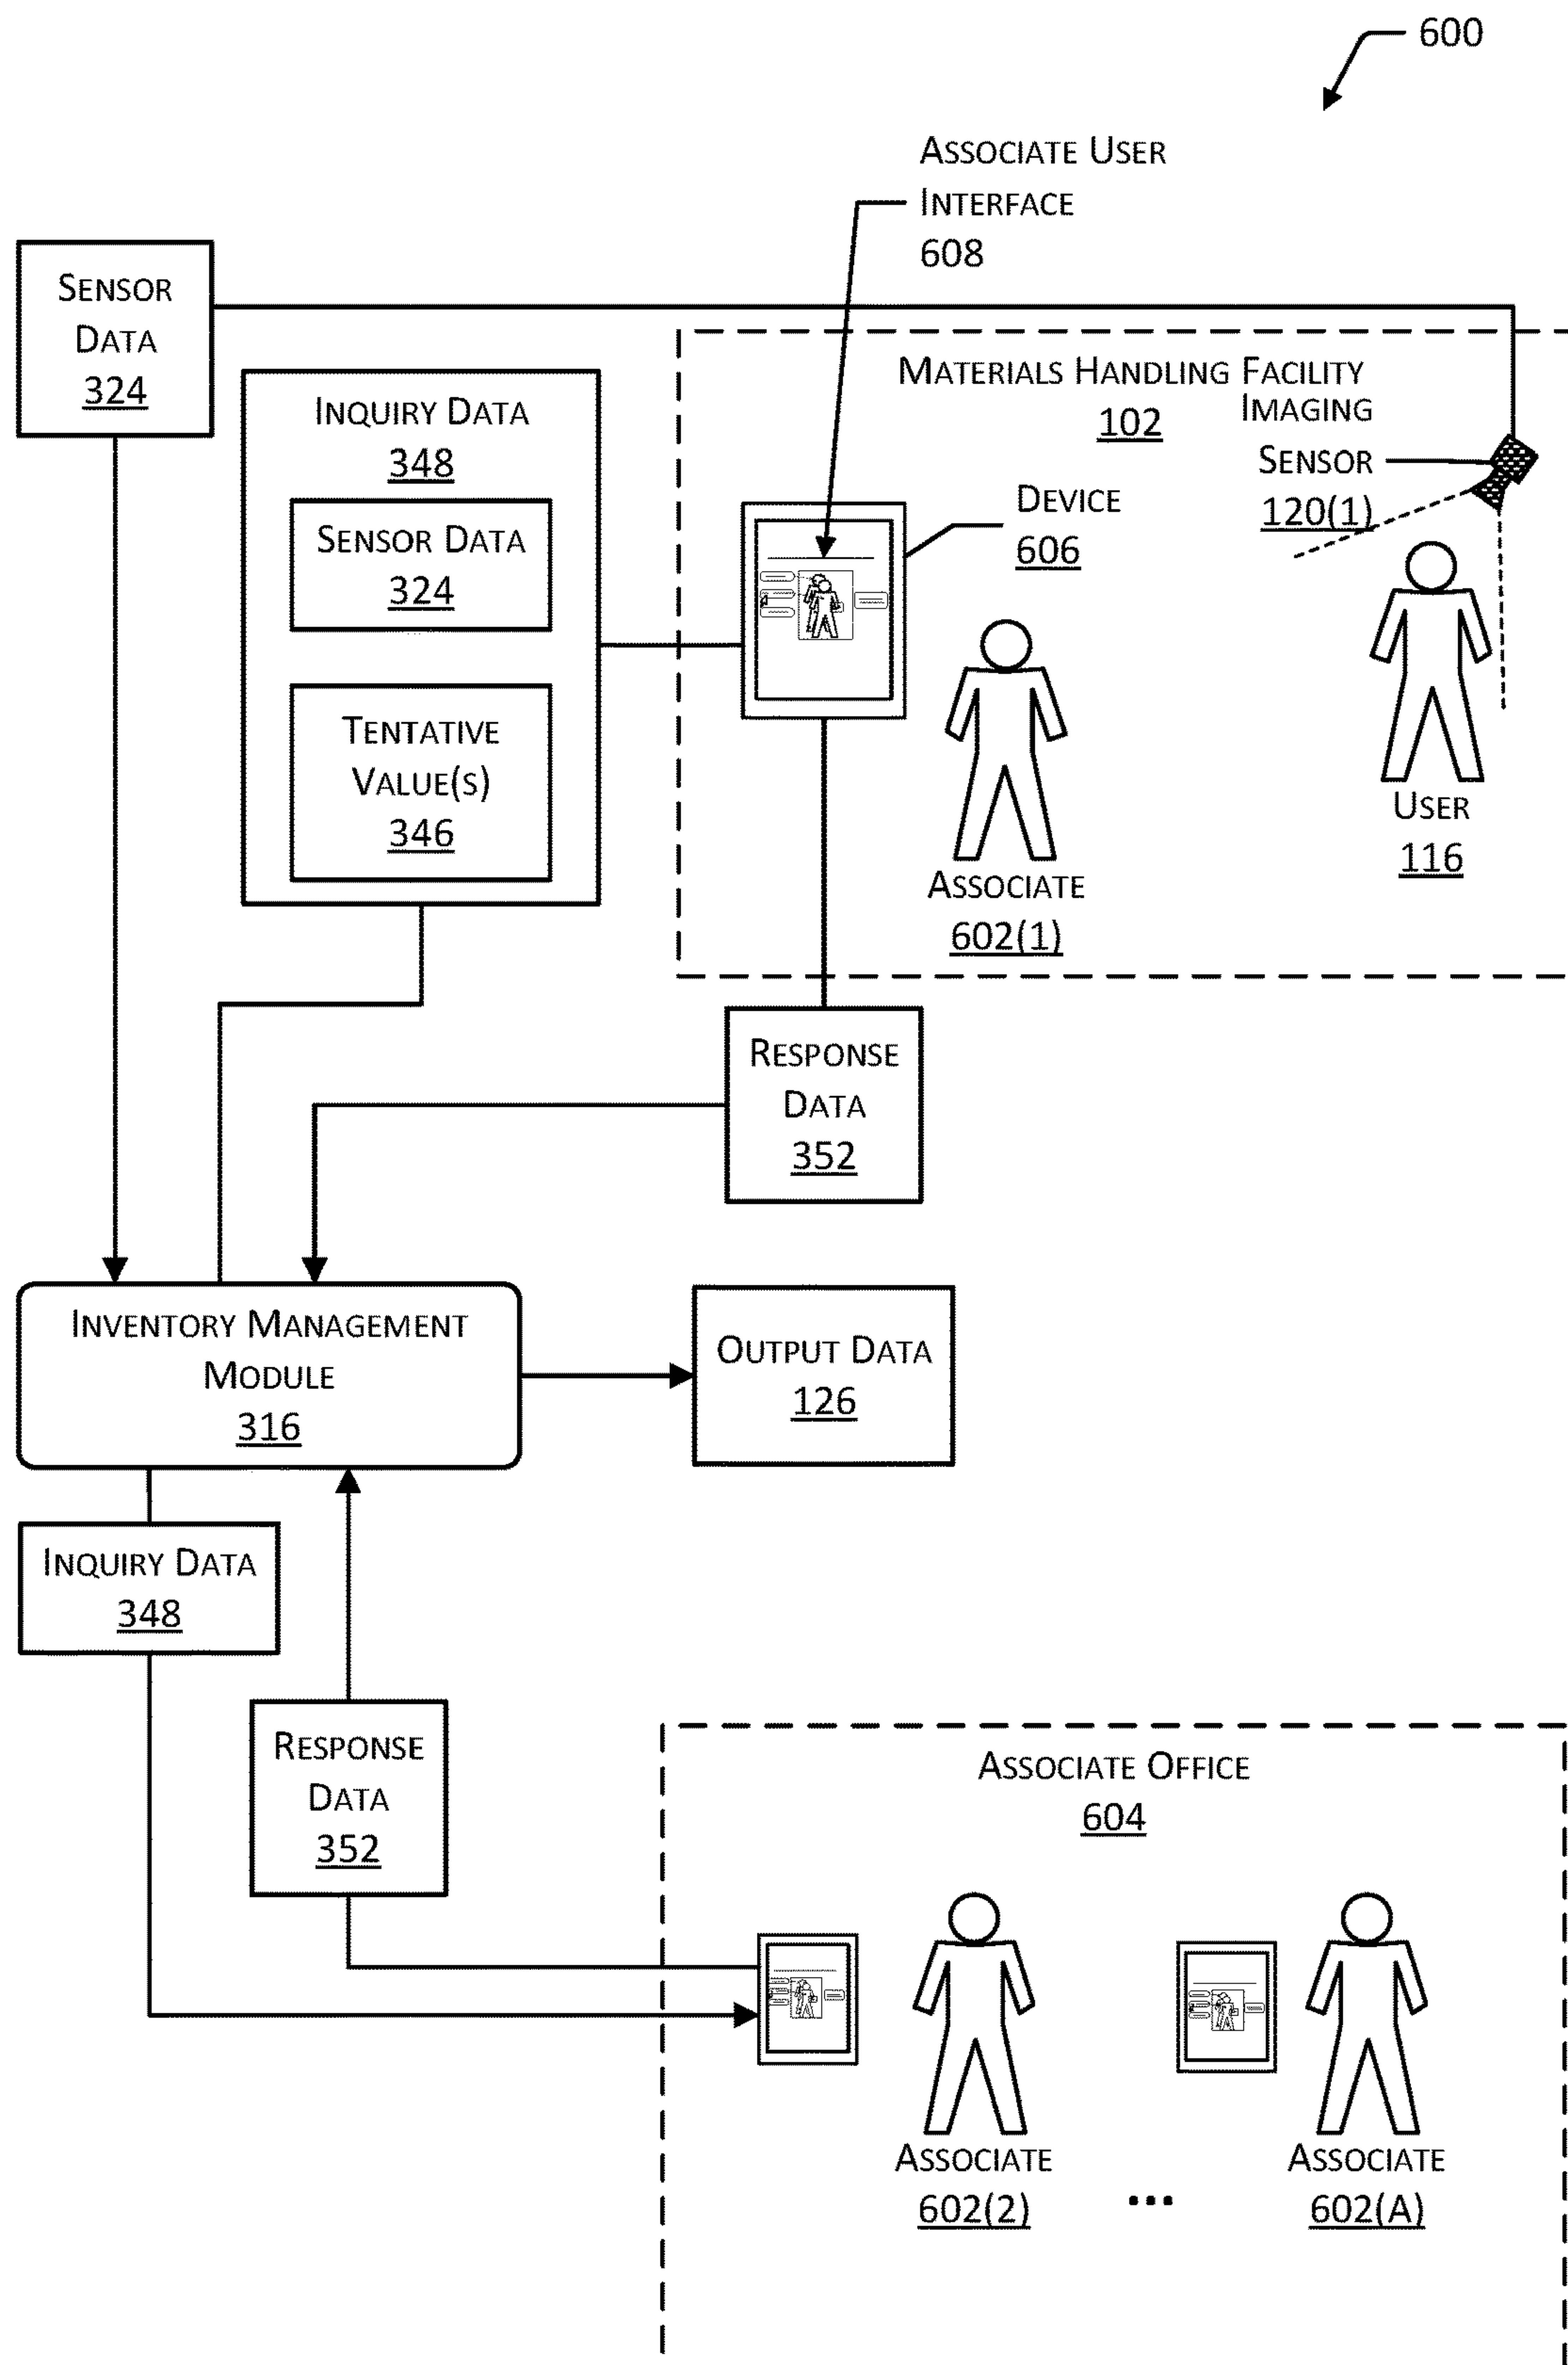 600
ASSOCIATE USER
INTERFACE
608
SENSOR
DATA
324
MATERIALS HANDLING FACILITY
102
IMAGING
SENSOR
120(1)
INQUIRY DATA
348
SENSOR DATA
324
TENTATIVE
VALUE(S)
346
DEVICE
606
USER
116
ASSOCIATE
602(1)
RESPONSE
DATA
352
INVENTORY MANAGEMENT
MODULE
316
OUTPUT DATA
126
INQUIRY DATA
348
RESPONSE
DATA
352
ASSOCIATE OFFICE
604
ASSOCIATE
602(2)
...
ASSOCIATE
602(A)